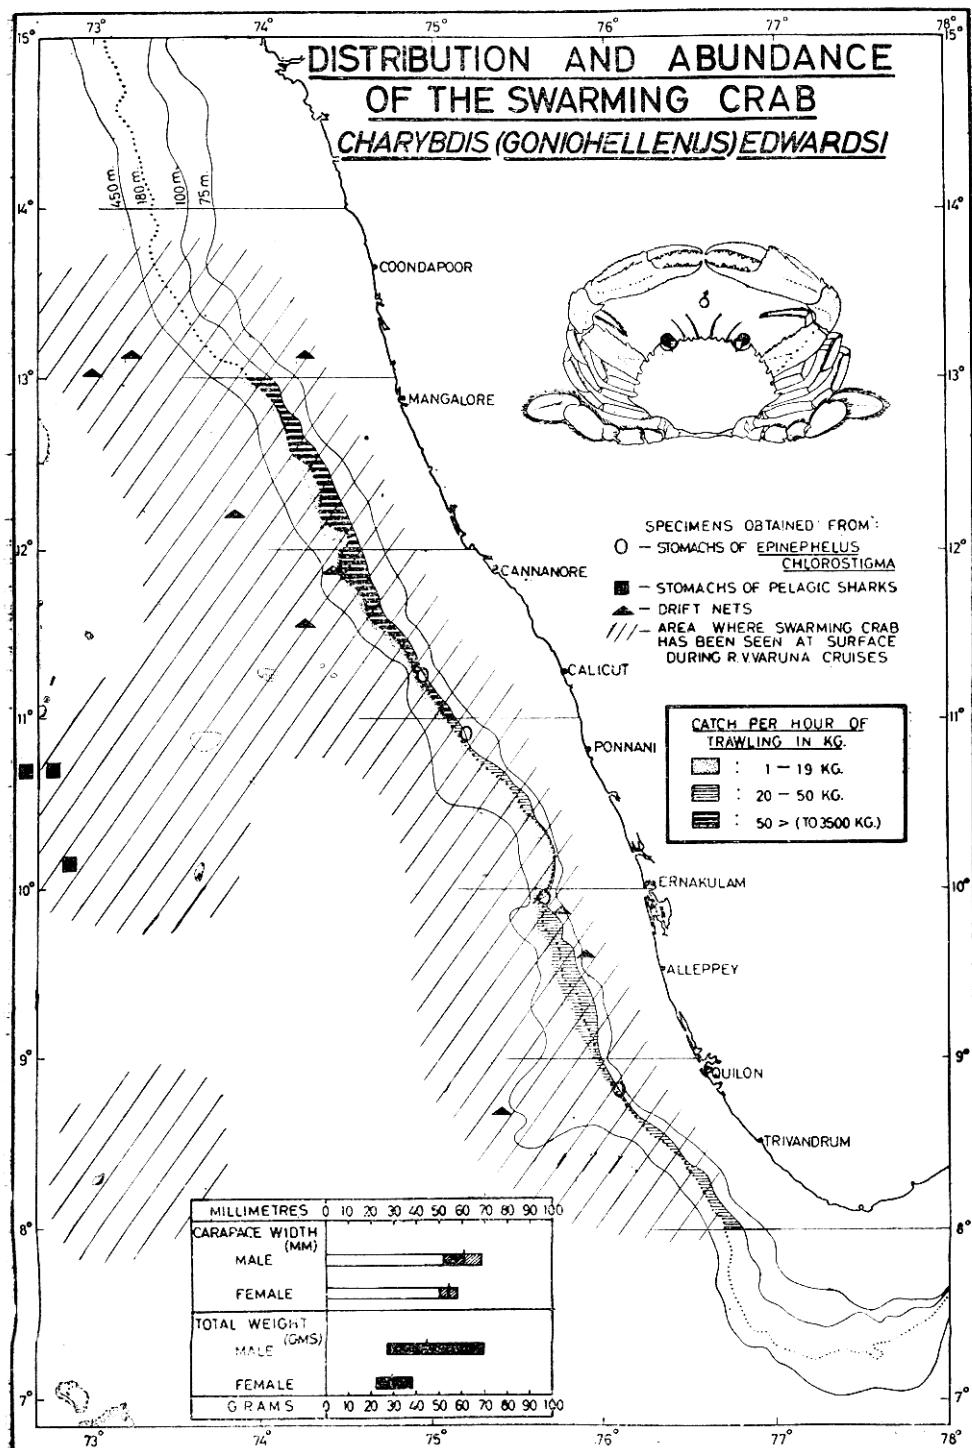 73° 74° 75° 76° 77° 78°
15° 15°
DISTRIBUTION AND ABUNDANCE
OF THE SWARMING CRAB
CHARYBDIS (GONIOHELLENUS) EDWARDSI
450 m. 180 m. 100 m. 75 m.
14° 14°
COONDAPOOR
♂
13° 13°
MANGALORE
SPECIMENS OBTAINED FROM:
O – STOMACHS OF EPINEPHELUS
CHLOROSTIGMA
12° 12°
CANNANORE
– STOMACHS OF PELAGIC SHARKS
– DRIFT NETS
– AREA WHERE SWARMING CRAB
HAS BEEN SEEN AT SURFACE
DURING R.V.VARUNA CRUISES
CALICUT
11° 11°
PONNANI
CATCH PER HOUR OF
TRAWLING IN KG.
: 1 – 19 KG.
: 20 – 50 KG.
: 50 > (TO 3500 KG.)
10° 10°
ERNAKULAM
ALLEPPEY
9° 9°
QUILON
TRIVANDRUM
8° 8°
MILLIMETRES 0 10 20 30 40 50 60 70 80 90 100
CARAPACE WIDTH
(MM)
MALE
FEMALE
TOTAL WEIGHT
(GMS)
MALE
FEMALE
GRAMS 0 10 20 30 40 50 60 70 80 90 100
7° 7°
73° 74° 75 76 77° 78°